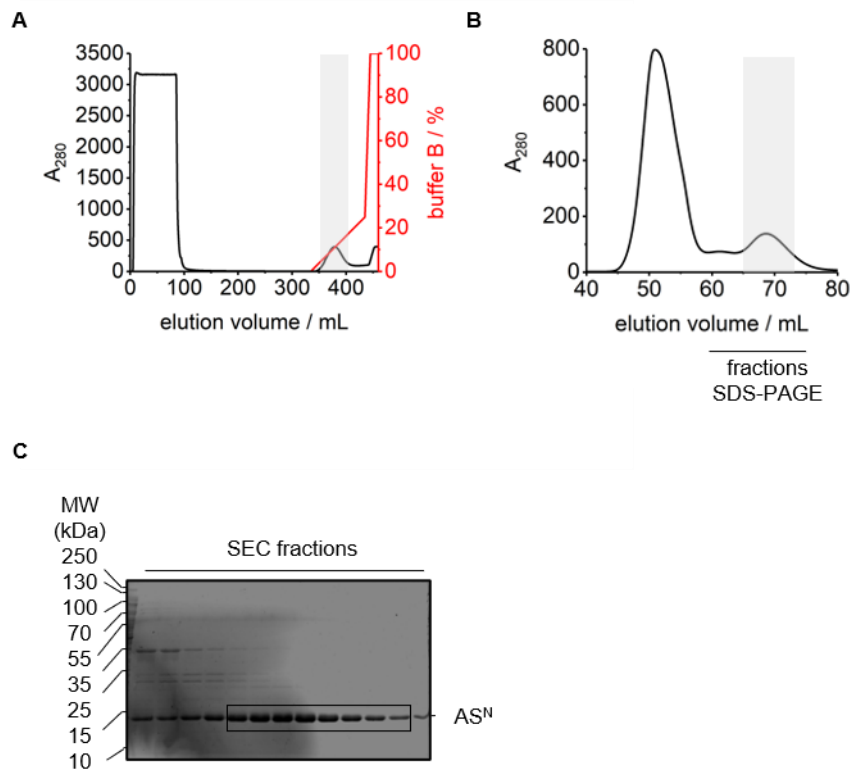 A
3500
3000
2500
2000
1500
1000
500
0
A280
0 100 200 300 400
elution volume / mL
100
80
60
40
20
0
buffer B / %
B
800
600
400
200
0
A280
40 50 60 70 80
elution volume / mL
fractions
SDS-PAGE
C
MW
(kDa)
250
130
100
70
55
35
25
15
10
SEC fractions
ASᴺ